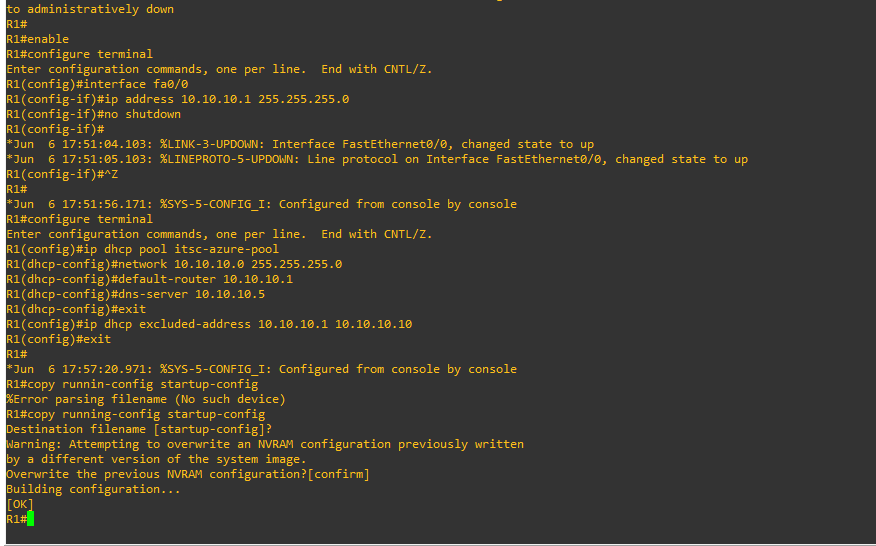 to administratively down
R1#
R1#enable
R1#configure terminal
Enter configuration commands, one per line.  End with CNTL/Z.
R1(config)#interface fa0/0
R1(config-if)#ip address 10.10.10.1 255.255.255.0
R1(config-if)#no shutdown
R1(config-if)#
*Jun  6 17:51:04.103: %LINK-3-UPDOWN: Interface FastEthernet0/0, changed state to up
*Jun  6 17:51:05.103: %LINEPROTO-5-UPDOWN: Line protocol on Interface FastEthernet0/0, changed state to up
R1(config-if)#^Z
R1#
*Jun  6 17:51:56.171: %SYS-5-CONFIG_I: Configured from console by console
R1#configure terminal
Enter configuration commands, one per line.  End with CNTL/Z.
R1(config)#ip dhcp pool itsc-azure-pool
R1(dhcp-config)#network 10.10.10.0 255.255.255.0
R1(dhcp-config)#default-router 10.10.10.1
R1(dhcp-config)#dns-server 10.10.10.5
R1(dhcp-config)#exit
R1(config)#ip dhcp excluded-address 10.10.10.1 10.10.10.10
R1(config)#exit
R1#
*Jun  6 17:57:20.971: %SYS-5-CONFIG_I: Configured from console by console
R1#copy runnin-config startup-config
%Error parsing filename (No such device)
R1#copy running-config startup-config
Destination filename [startup-config]?
Warning: Attempting to overwrite an NVRAM configuration previously written
by a different version of the system image.
Overwrite the previous NVRAM configuration?[confirm]
Building configuration...
[OK]
R1#